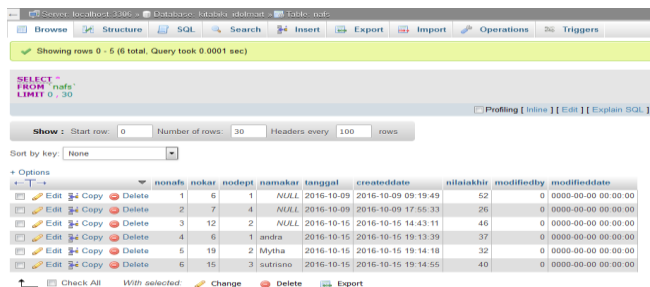 Server: localhost:3306 » Database: kitabiki_idolmart » Table: nafs
Browse Structure SQL Search Insert Export Import Operations Triggers
Showing rows 0 - 5 (6 total, Query took 0.0001 sec)
SELECT *
FROM `nafs`
LIMIT 0 , 30
Profiling [ Inline ] [ Edit ] [ Explain SQL ]
Show : Start row: 0 Number of rows: 30 Headers every 100 rows
Sort by key: None
+ Options
←T→ nonafs nokar nodept namakar tanggal createddate nilaiakhir modifiedby modifieddate
Edit Copy Delete 1 6 1 NULL 2016-10-09 2016-10-09 09:19:49 52 0 0000-00-00 00:00:00
Edit Copy Delete 2 7 4 NULL 2016-10-09 2016-10-09 17:55:33 26 0 0000-00-00 00:00:00
Edit Copy Delete 3 12 2 NULL 2016-10-15 2016-10-15 14:43:11 46 0 0000-00-00 00:00:00
Edit Copy Delete 4 6 1 andra 2016-10-15 2016-10-15 19:13:39 37 0 0000-00-00 00:00:00
Edit Copy Delete 5 19 2 Mytha 2016-10-15 2016-10-15 19:14:18 32 0 0000-00-00 00:00:00
Edit Copy Delete 6 15 3 sutrisno 2016-10-15 2016-10-15 19:14:55 40 0 0000-00-00 00:00:00
Check All With selected: Change Delete Export